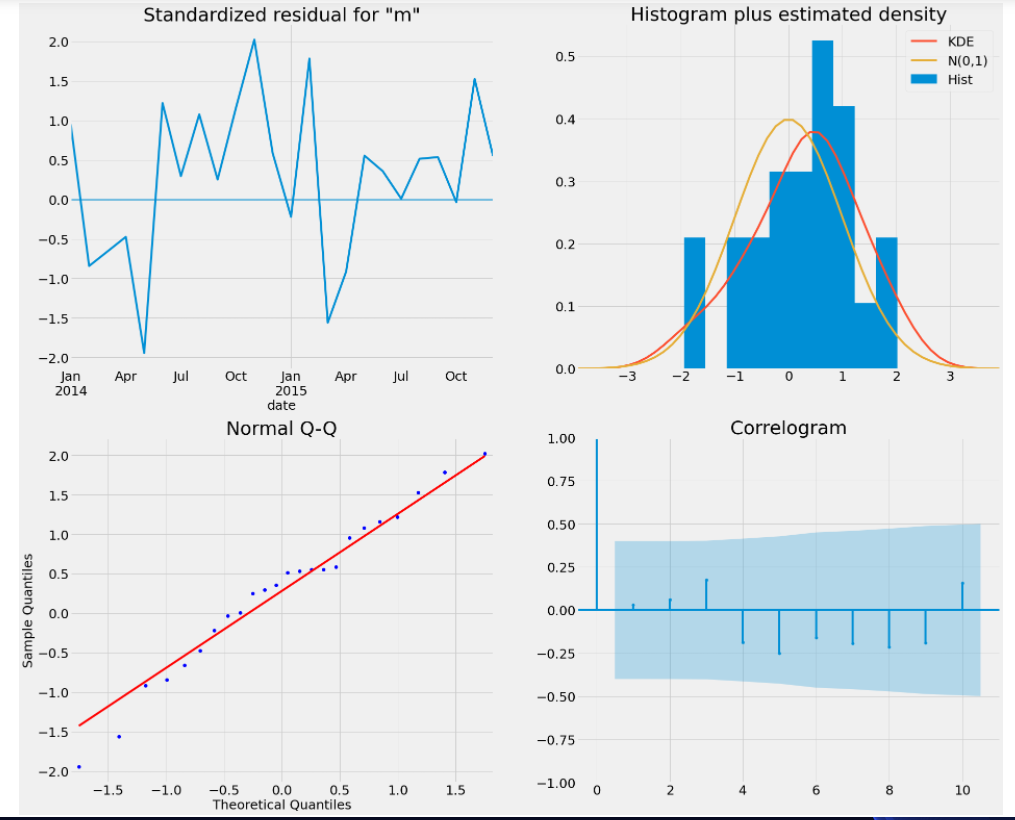 Standardized residual for "m"
2.0
1.5
1.0
0.5
0.0
−0.5
−1.0
−1.5
−2.0
Jan Apr Jul Oct Jan Apr Jul Oct
2014 2015
date
Histogram plus estimated density
KDE
N(0,1)
Hist
0.5
0.4
0.3
0.2
0.1
0.0
−3 −2 −1 0 1 2 3
Normal Q-Q
Sample Quantiles
2.0
1.5
1.0
0.5
0.0
−0.5
−1.0
−1.5
−2.0
−1.5 −1.0 −0.5 0.0 0.5 1.0 1.5
Theoretical Quantiles
Correlogram
1.00
0.75
0.50
0.25
0.00
−0.25
−0.50
−0.75
−1.00
0 2 4 6 8 10